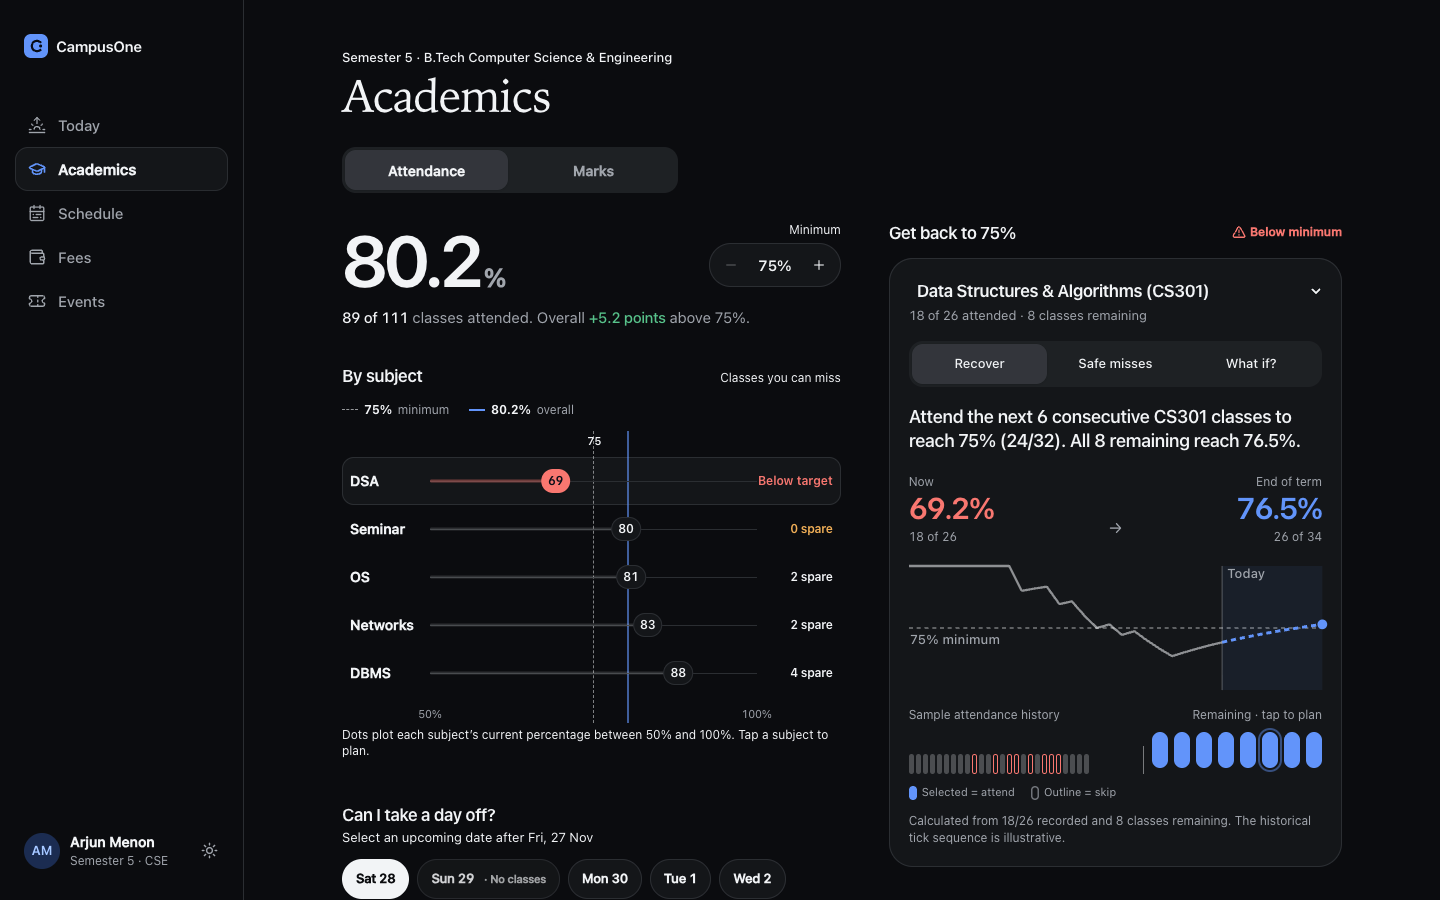 CampusOne
Today
Academics
Schedule
Fees
Events
AM
Arjun Menon
Semester 5 · CSE
Semester 5 · B.Tech Computer Science & Engineering
Academics
Attendance
Marks
80.2%
Minimum
− 75% +
89 of 111 classes attended. Overall +5.2 points above 75%.
By subject
Classes you can miss
75% minimum
80.2% overall
75
DSA 69 Below target
Seminar 80 0 spare
OS 81 2 spare
Networks 83 2 spare
DBMS 88 4 spare
50% 100%
Dots plot each subject's current percentage between 50% and 100%. Tap a subject to
plan.
Can I take a day off?
Select an upcoming date after Fri, 27 Nov
Sat 28
Sun 29 · No classes
Mon 30
Tue 1
Wed 2
Get back to 75%
Below minimum
Data Structures & Algorithms (CS301)
18 of 26 attended · 8 classes remaining
Recover
Safe misses
What if?
Attend the next 6 consecutive CS301 classes to
reach 75% (24/32). All 8 remaining reach 76.5%.
Now
69.2%
18 of 26
→
End of term
76.5%
26 of 34
Today
75% minimum
Sample attendance history
Remaining · tap to plan
Selected = attend
Outline = skip
Calculated from 18/26 recorded and 8 classes remaining. The historical
tick sequence is illustrative.